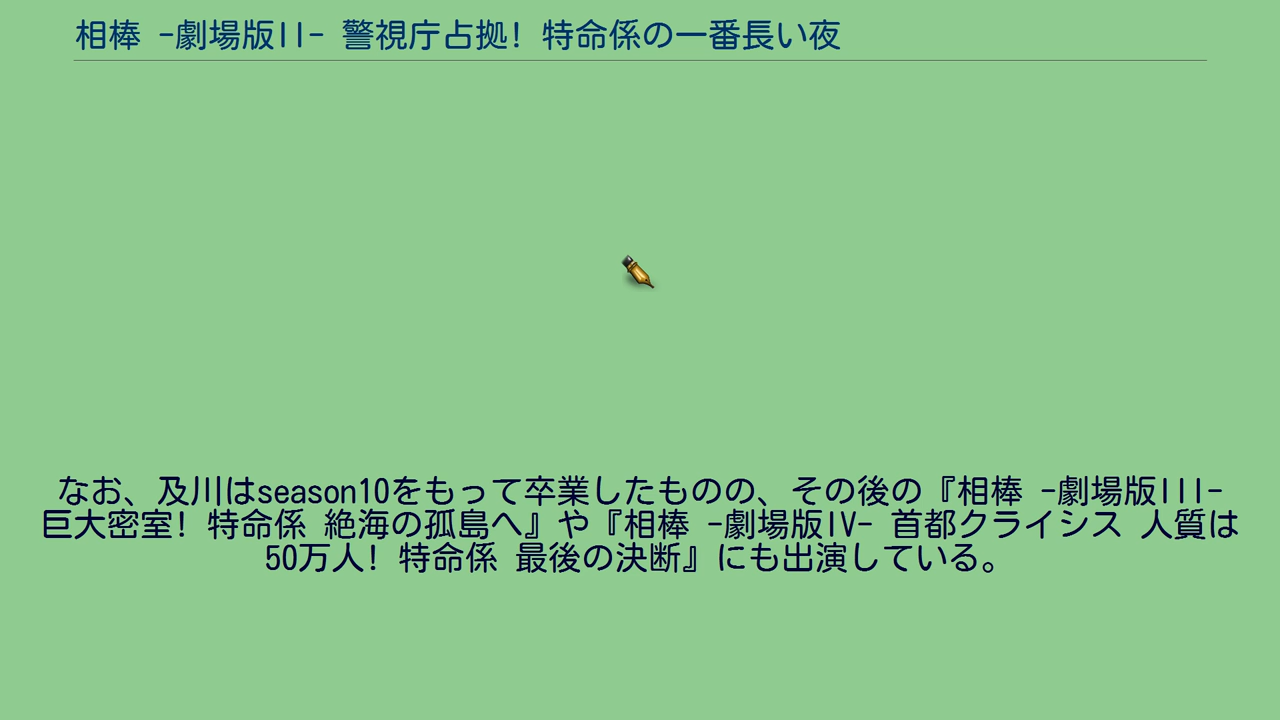 相棒 -劇場版II- 警視庁占拠! 特命係の一番長い夜
なお、及川はseason10をもって卒業したものの、その後の『相棒 -劇場版III-
巨大密室! 特命係 絶海の孤島へ』や『相棒 -劇場版IV- 首都クライシス 人質は
50万人! 特命係 最後の決断』にも出演している。